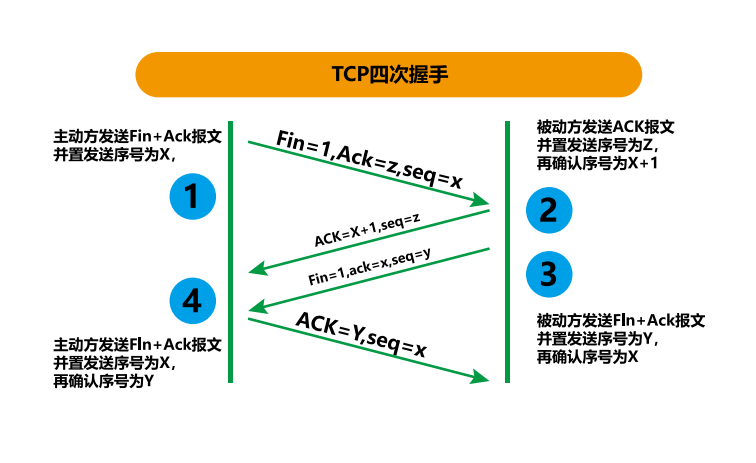 TCP四次握手
主动方发送Fin+Ack报文
并置发送序号为X，
1
Fin=1,Ack=z,seq=x
被动方发送ACK报文
并置发送序号为Z，
再确认序号为X+1
2
ACK=X+1,seq=z
Fin=1,ack=x,seq=y
3
被动方发送FIn+Ack报文
并置发送序号为Y，
再确认序号为X
4
ACK=Y,seq=x
主动方发送FIn+Ack报文
并置发送序号为X，
再确认序号为Y